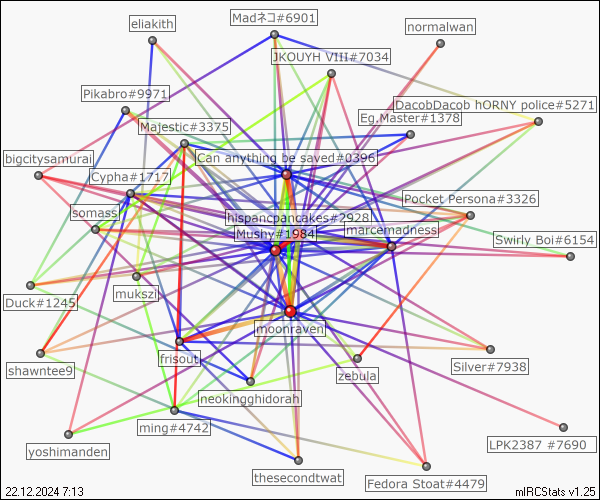 eliakith
Madネコ#6901
normalwan
JKOUYH VIII#7034
Pikabro#9971
DacobDacob hORNY police#5271
Eg.Master#1378
Majestic#3375
Can anything be saved#0396
bigcitysamurai
Cypha#1717
Pocket Persona#3326
somass
hispancpancakes#2928
marcemadness
Mushy#1984
Swirly Boi#6154
mukszi
Duck#1245
moonraven
frisout
shawntee9
zebula
Silver#7938
neokingghidorah
ming#4742
yoshimanden
LPK2387 #7690
thesecondtwat
Fedora Stoat#4479
22.12.2024 7:13
mIRCStats v1.25